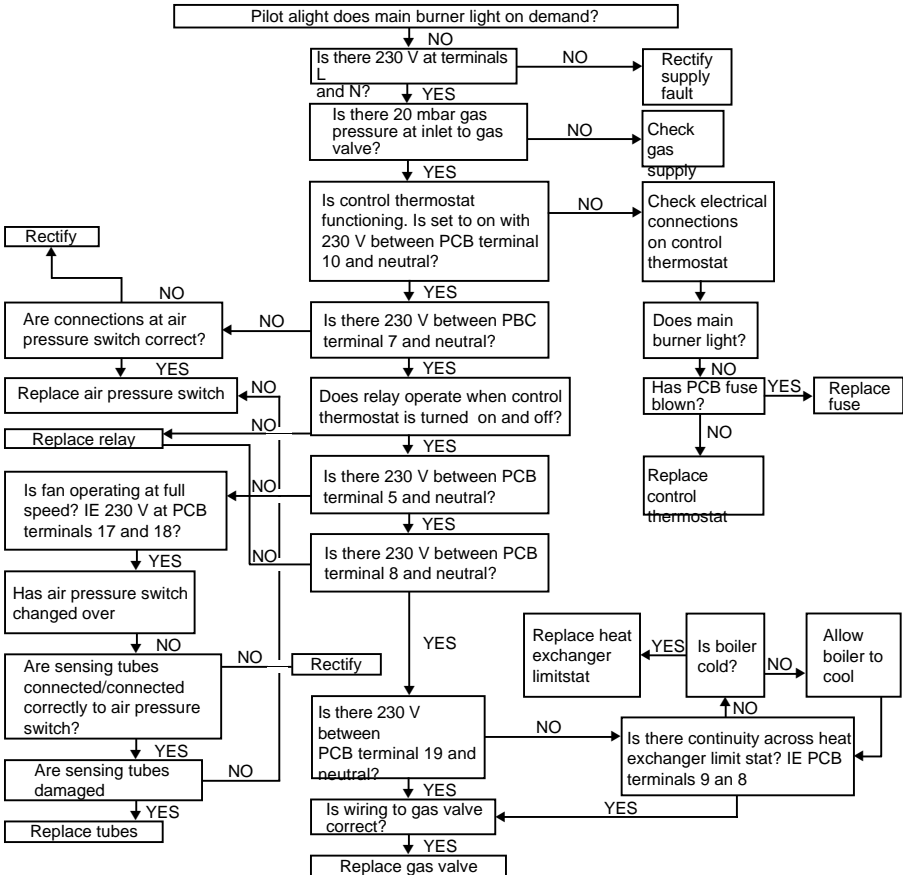 Pilot alight does main burner light on demand?
NO
Is there 230 V at terminals
L
and N?
NO
Rectify
supply
fault
YES
Is there 20 mbar gas
pressure at inlet to gas
valve?
NO
Check
gas
supply
YES
Is control thermostat
functioning. Is set to on with
230 V between PCB terminal
10 and neutral?
NO
Check electrical
connections
on control
thermostat
Rectify
NO
YES
Are connections at air
pressure switch correct?
NO
Is there 230 V between PBC
terminal 7 and neutral?
Does main
burner light?
YES
YES
NO
Replace air pressure switch
NO
Does relay operate when control
thermostat is turned on and off?
Has PCB fuse
blown?
YES
Replace
fuse
Replace relay
NO
YES
NO
Is fan operating at full
speed? IE 230 V at PCB
terminals 17 and 18?
NO
Is there 230 V between PCB
terminal 5 and neutral?
Replace
control
thermostat
YES
YES
NO
Is there 230 V between PCB
terminal 8 and neutral?
Has air pressure switch
changed over
NO
YES
Replace heat
exchanger
limitstat
YES
Is boiler
cold?
NO
Allow
boiler to
cool
Are sensing tubes
connected/connected
correctly to air pressure
switch?
NO
Rectify
NO
YES
Is there 230 V
between
PCB terminal 19 and
neutral?
NO
Is there continuity across heat
exchanger limit stat? IE PCB
terminals 9 an 8
Are sensing tubes
damaged
NO
YES
YES
YES
Replace tubes
Is wiring to gas valve
correct?
YES
Replace gas valve